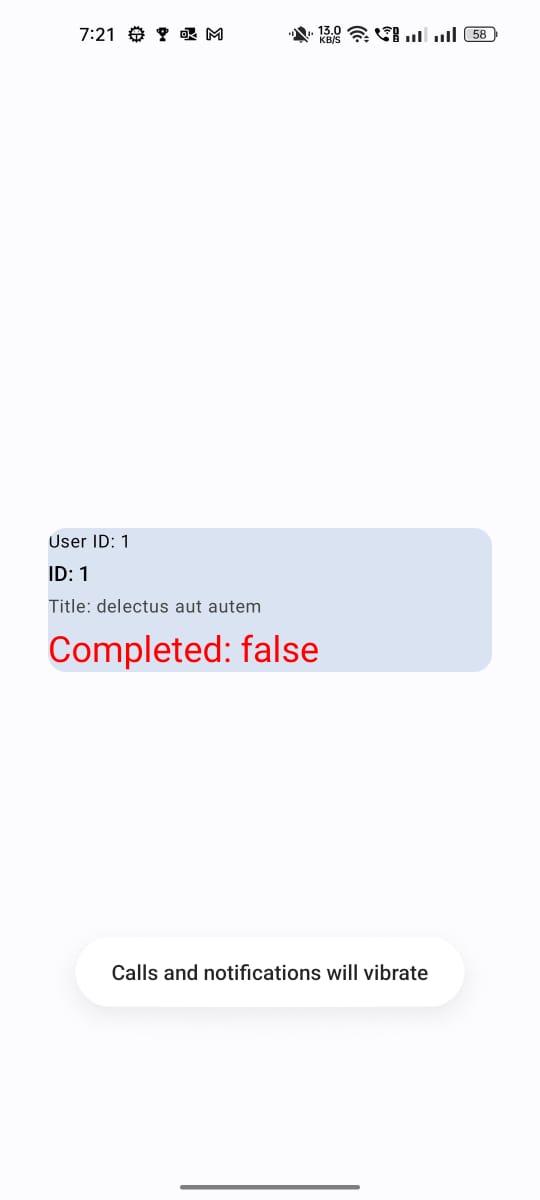 7:21
13.0
KB/S
58
User ID: 1
ID: 1
Title: delectus aut autem
Completed: false
Calls and notifications will vibrate